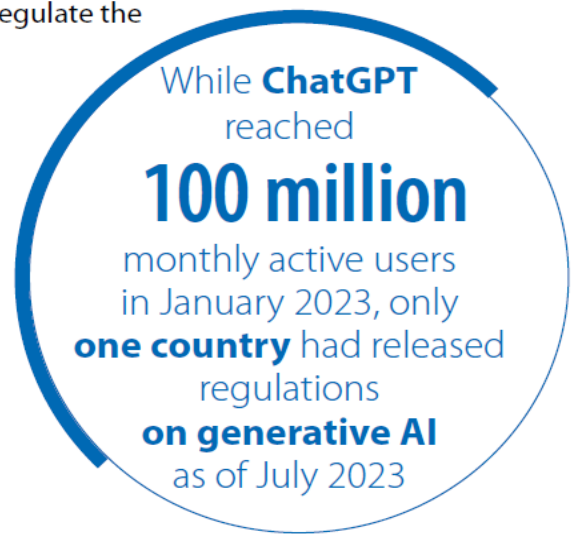 egulate the
While ChatGPT
reached
100 million
monthly active users
in January 2023, only
one country had released
regulations
on generative AI
as of July 2023